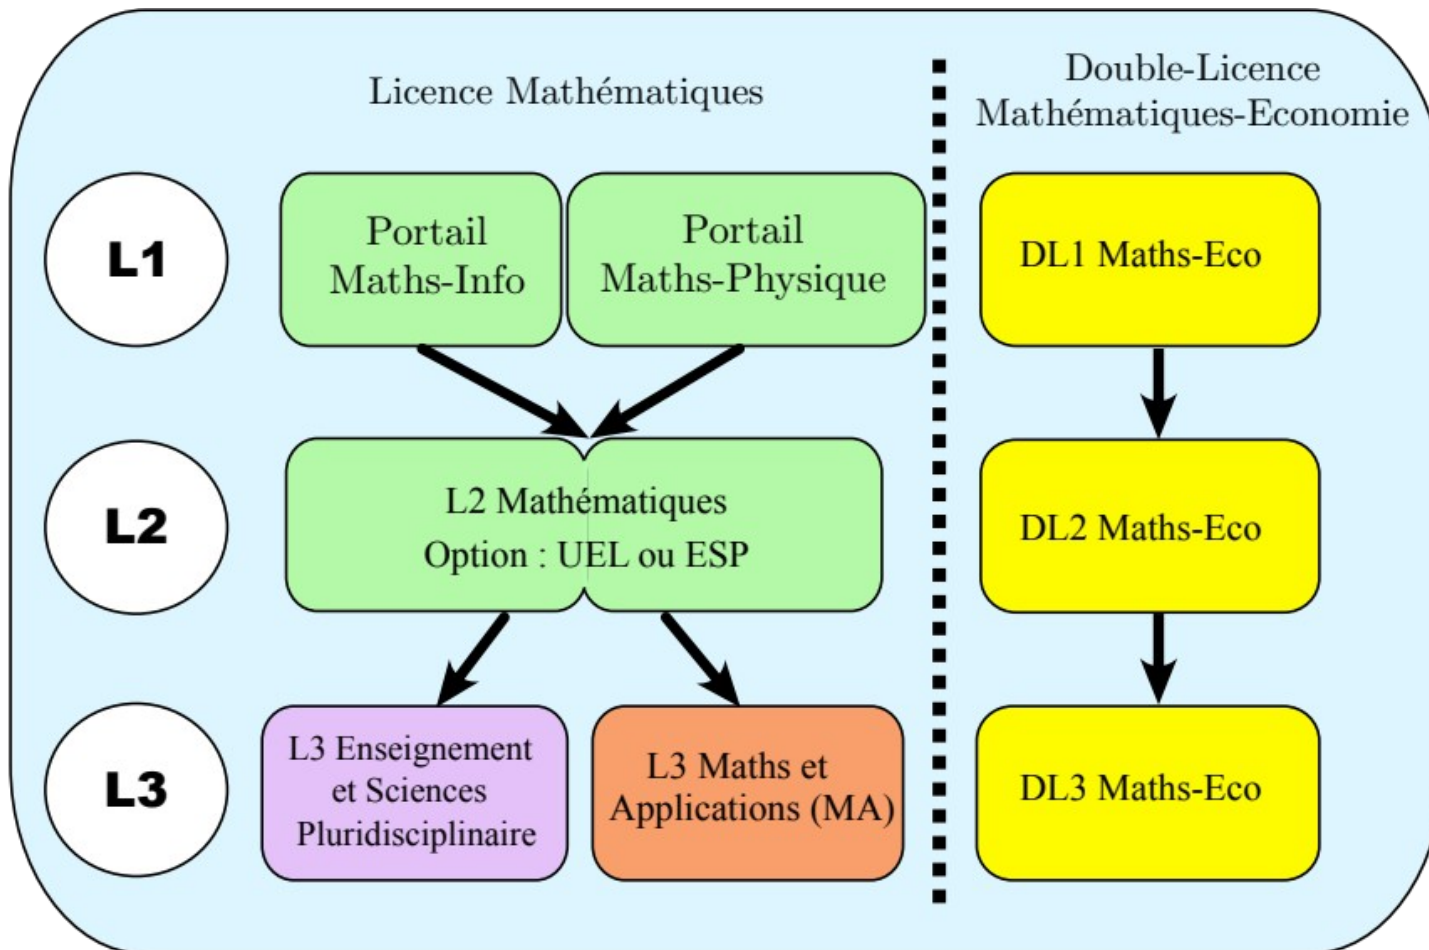 Licence Mathématiques
Double-Licence
Mathématiques-Economie
L1
Portail
Maths-Info
Portail
Maths-Physique
DL1 Maths-Eco
L2
L2 Mathématiques
Option : UEL ou ESP
DL2 Maths-Eco
L3
L3 Enseignement
et Sciences
Pluridisciplinaire
L3 Maths et
Applications (MA)
DL3 Maths-Eco